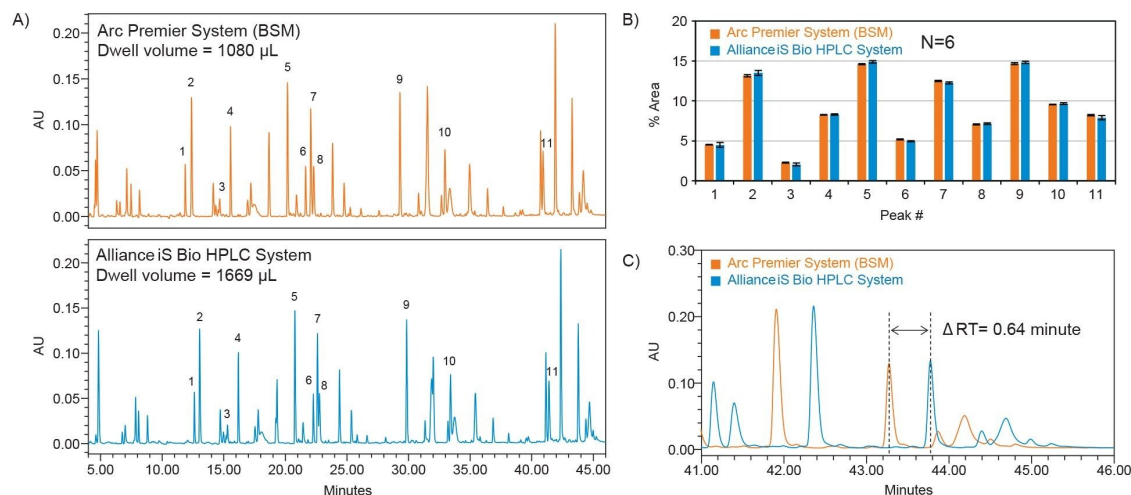 A)
Arc Premier System (BSM)
Dwell volume = 1080 µL
AU
0.20
0.15
0.10
0.05
0.00
1
2
3
4
5
6
7
8
9
10
11
Alliance iS Bio HPLC System
Dwell volume = 1669 µL
AU
0.20
0.15
0.10
0.05
0.00
1
2
3
4
5
6
7
8
9
10
11
5.00 10.00 15.00 20.00 25.00 30.00 35.00 40.00 45.00
Minutes
B)
Arc Premier System (BSM)
Alliance iS Bio HPLC System
N=6
% Area
20
15
10
5
0
1 2 3 4 5 6 7 8 9 10 11
Peak #
C)
Arc Premier System (BSM)
Alliance iS Bio HPLC System
Δ RT= 0.64 minute
AU
0.30
0.20
0.10
0.00
41.00 42.00 43.00 44.00 45.00 46.00
Minutes